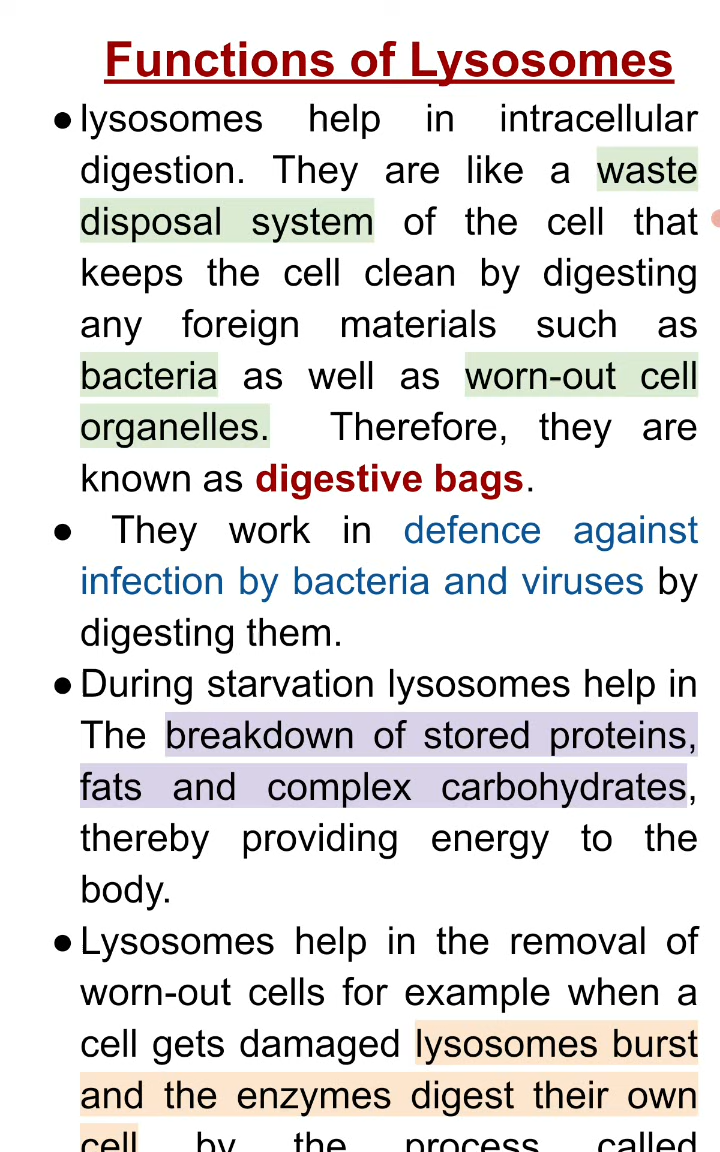 Functions of Lysosomes
●lysosomes help in intracellular
digestion. They are like a waste
disposal system of the cell that
keeps the cell clean by digesting
any foreign materials such as
bacteria as well as worn-out cell
organelles. Therefore, they are
known as digestive bags.
● They work in defence against
infection by bacteria and viruses by
digesting them.
●During starvation lysosomes help in
The breakdown of stored proteins,
fats and complex carbohydrates,
thereby providing energy to the
body.
●Lysosomes help in the removal of
worn-out cells for example when a
cell gets damaged lysosomes burst
and the enzymes digest their own
cell by the process called